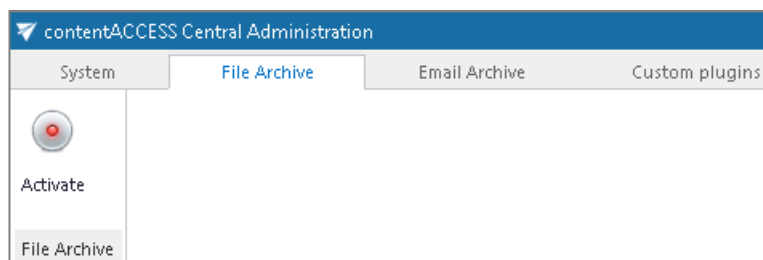 contentACCESS Central Administration
System File Archive Email Archive Custom plugins
Activate
File Archive